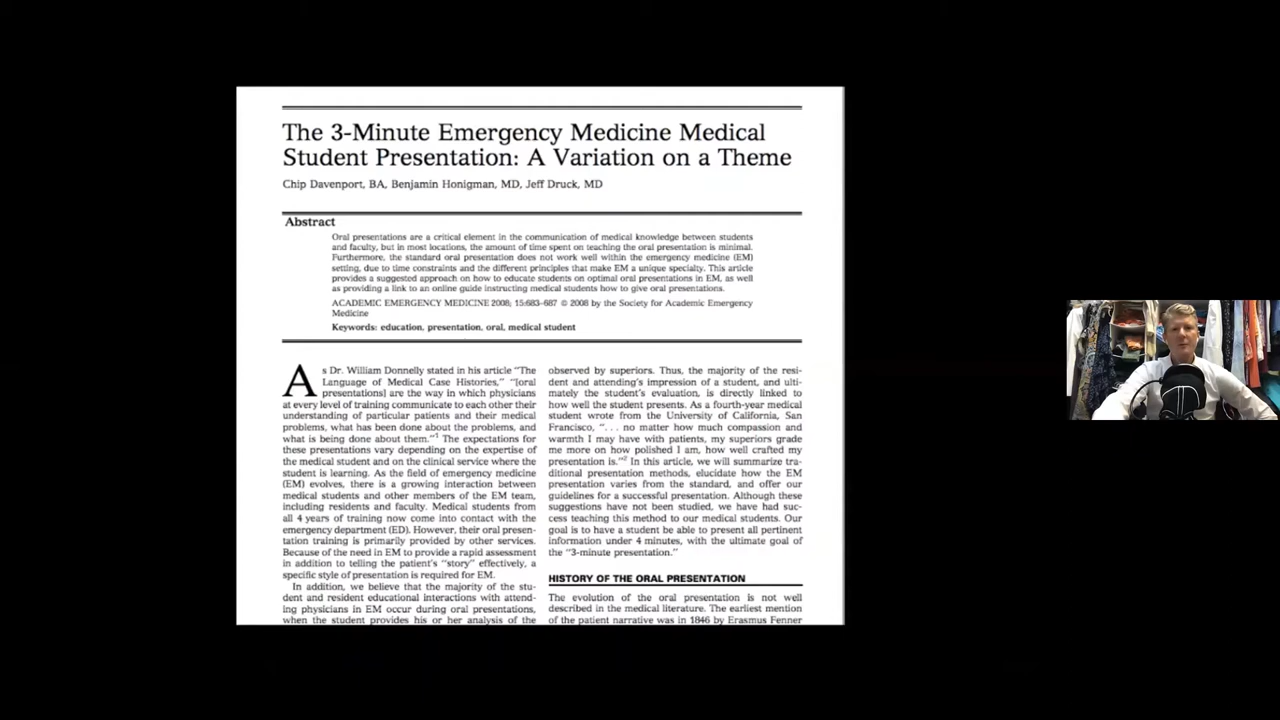 The 3-Minute Emergency Medicine Medical
Student Presentation: A Variation on a Theme
Chip Davenport, BA, Benjamin Honigman, MD, Jeff Druck, MD
Abstract
Oral presentations are a critical element in the communication of medical knowledge between students
and faculty, but in most locations, the amount of time spent on teaching the oral presentation is minimal.
Furthermore, the standard oral presentation does not work well within the emergency medicine (EM)
setting, due to time constraints and the different principles that make EM a unique specialty. This article
provides a suggested approach on how to educate students on optimal oral presentations in EM, as well
as providing a link to an online guide instructing medical students how to give oral presentations.
ACADEMIC EMERGENCY MEDICINE 2008; 15:683–687 © 2008 by the Society for Academic Emergency
Medicine
Keywords: education, presentation, oral, medical student
As Dr. William Donnelly stated in his article “The
Language of Medical Case Histories,” “[oral
presentations] are the way in which physicians
at every level of training communicate to each other their
understanding of particular patients and their medical
problems, what has been done about the problems, and
what is being done about them.”1 The expectations for
these presentations vary depending on the expertise of
the medical student and on the clinical service where the
student is learning. As the field of emergency medicine
(EM) evolves, there is a growing interaction between
medical students and other members of the EM team,
including residents and faculty. Medical students from
all 4 years of training now come into contact with the
emergency department (ED). However, their oral presen-
tation training is primarily provided by other services.
Because of the need in EM to provide a rapid assessment
in addition to telling the patient’s “story” effectively, a
specific style of presentation is required for EM.
In addition, we believe that the majority of the stu-
dent and resident educational interactions with attend-
ing physicians in EM occur during oral presentations,
when the student provides his or her analysis of the
observed by superiors. Thus, the majority of the resi-
dent and attending’s impression of a student, and ulti-
mately the student’s evaluation, is directly linked to
how well the student presents. As a fourth-year medical
student wrote from the University of California, San
Francisco, “. . . no matter how much compassion and
warmth I may have with patients, my superiors grade
me more on how polished I am, how well crafted my
presentation is.”2 In this article, we will summarize tra-
ditional presentation methods, elucidate how the EM
presentation varies from the standard, and offer our
guidelines for a successful presentation. Although these
suggestions have not been studied, we have had suc-
cess teaching this method to our medical students. Our
goal is to have a student be able to present all pertinent
information under 4 minutes, with the ultimate goal of
the “3-minute presentation.”
HISTORY OF THE ORAL PRESENTATION
The evolution of the oral presentation is not well
described in the medical literature. The earliest mention
of the patient narrative was in 1846 by Erasmus Fenner